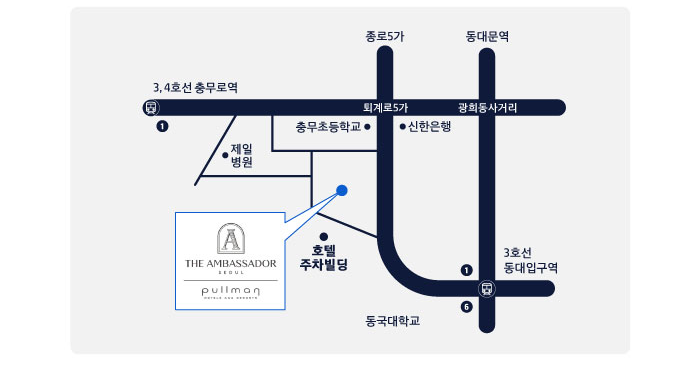 종로5가
동대문역
3, 4호선 충무로역
퇴계로5가
광희동사거리
1
충무초등학교
신한은행
제일
병원
THE AMBASSADOR
SEOUL
pullman
HOTELS AND RESORTS
호텔
주차빌딩
3호선
동대입구역
1
6
동국대학교